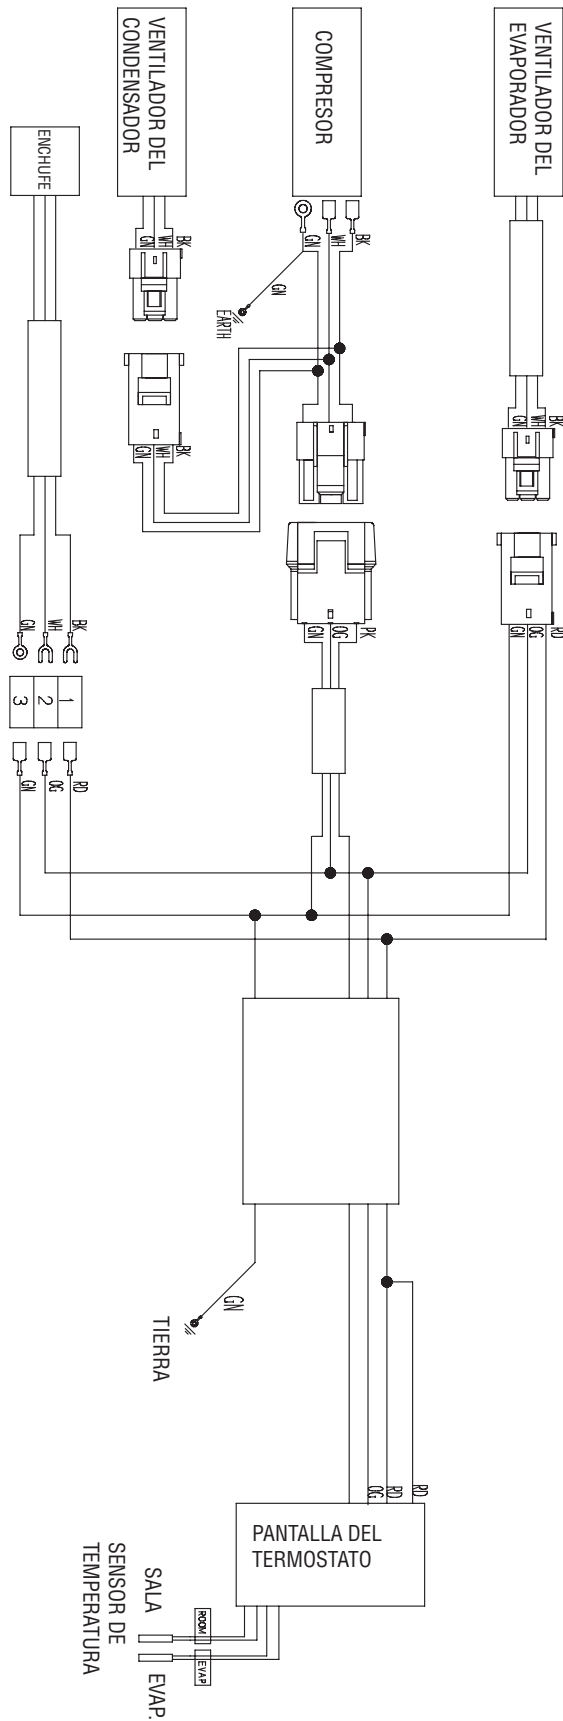 VENTILADOR DEL
CONDENSADOR
COMPRESOR
VENTILADOR DEL
EVAPORADOR
ENCHUFE
GN
WH
BK
GN
WH
BK
GN
EARTH
GN
WH
BK
GN
WH
BK
GN
OG
PK
GN
OG
RD
GN
WH
BK
3
2
1
GN
OG
RD
GN
TIERRA
OG
RD
RD
PANTALLA DEL
TERMOSTATO
ROOM
EVAP
SALA
EVAP.
SENSOR DE
TEMPERATURA